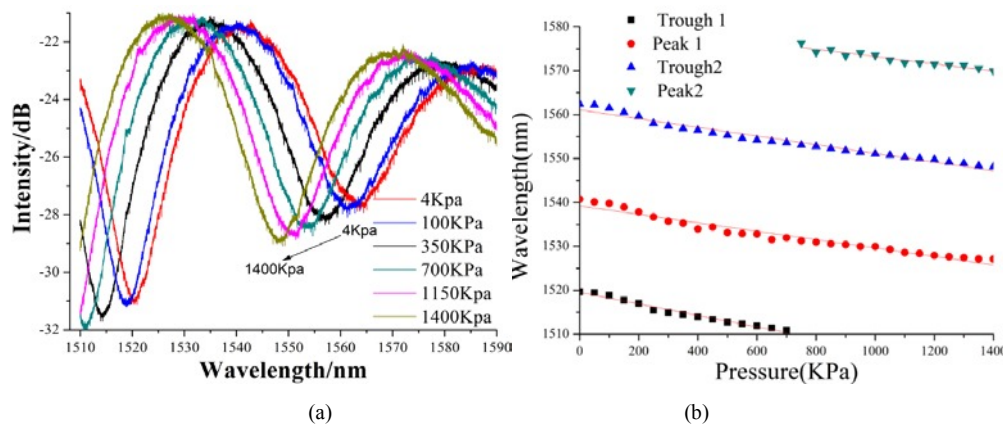 -22
-24
-26
-28
-30
-32
Intensity/dB
4Kpa
100KPa
350KPa
700KPa
1150Kpa
1400Kpa
4Kpa
1400Kpa
1510 1520 1530 1540 1550 1560 1570 1580 1590
Wavelength/nm
(a)
Trough 1
Peak 1
Trough2
Peak2
1580
1570
1560
1550
1540
1530
1520
1510
Wavelength(nm)
0 200 400 600 800 1000 1200 1400
Pressure(KPa)
(b)